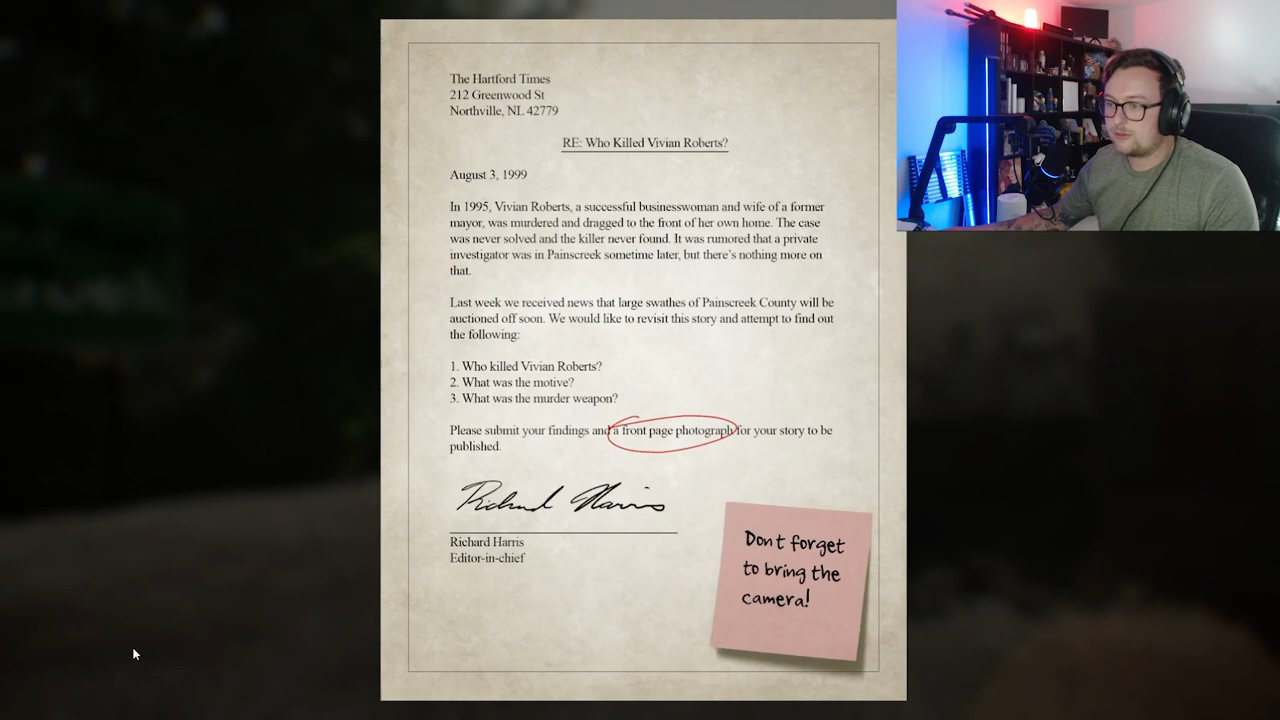 The Hartford Times
212 Greenwood St
Northville, NL 42779
RE: Who Killed Vivian Roberts?
August 3, 1999
In 1995, Vivian Roberts, a successful businesswoman and wife of a former
mayor, was murdered and dragged to the front of her own home. The case
was never solved and the killer never found. It was rumored that a private
investigator was in Painscreek sometime later, but there's nothing more on
that.
Last week we received news that large swathes of Painscreek County will be
auctioned off soon. We would like to revisit this story and attempt to find out
the following:
1. Who killed Vivian Roberts?
2. What was the motive?
3. What was the murder weapon?
Please submit your findings and a front page photograph for your story to be
published.
Richard Harris
Richard Harris
Editor-in-chief
Don't forget
to bring the
camera!